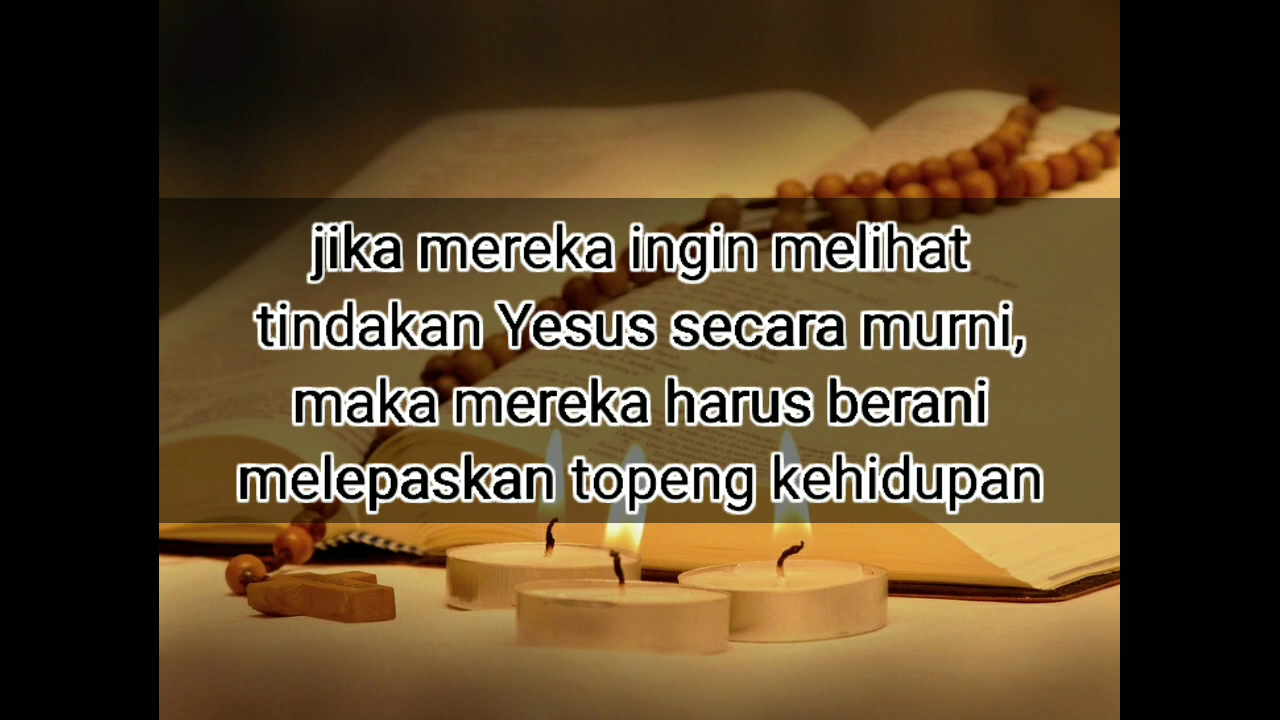 jika mereka ingin melihat
tindakan Yesus secara murni,
maka mereka harus berani
melepaskan topeng kehidupan